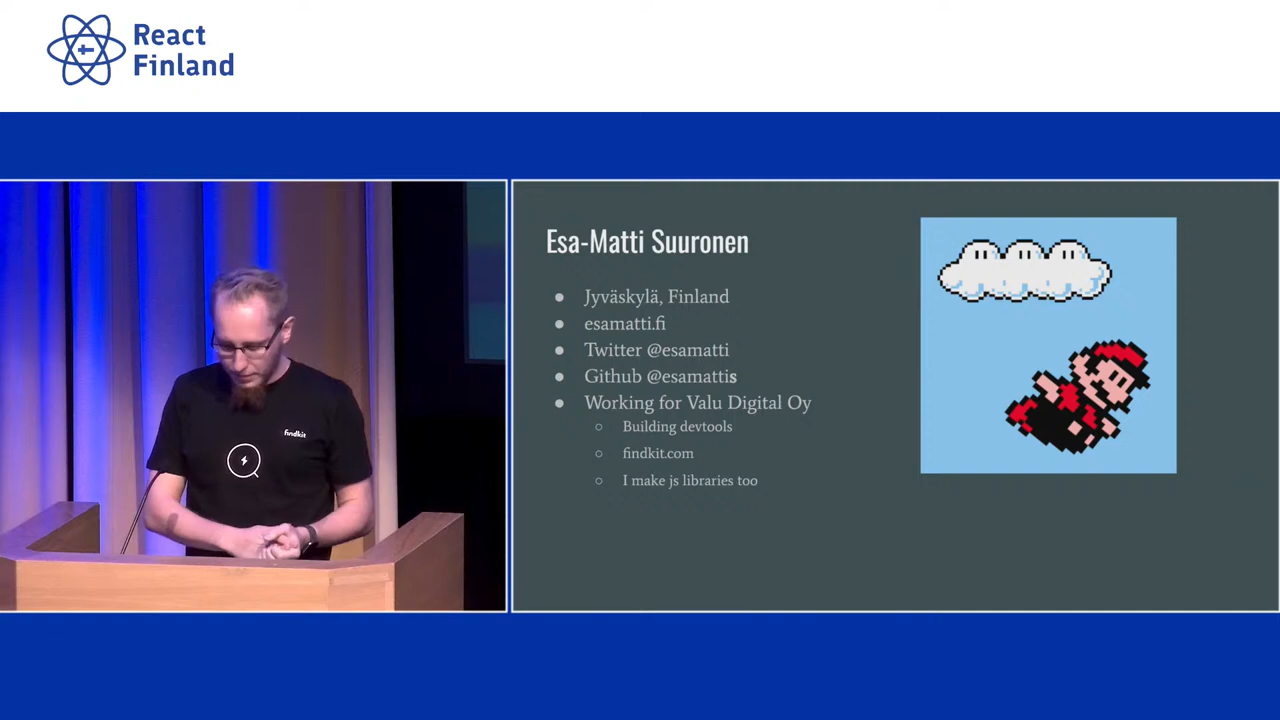 React
Finland
findkit
Esa-Matti Suuronen
Jyväskylä, Finland
esamatti.fi
Twitter @esamatti
Github @esamattis
Working for Valu Digital Oy
Building devtools
findkit.com
I make js libraries too